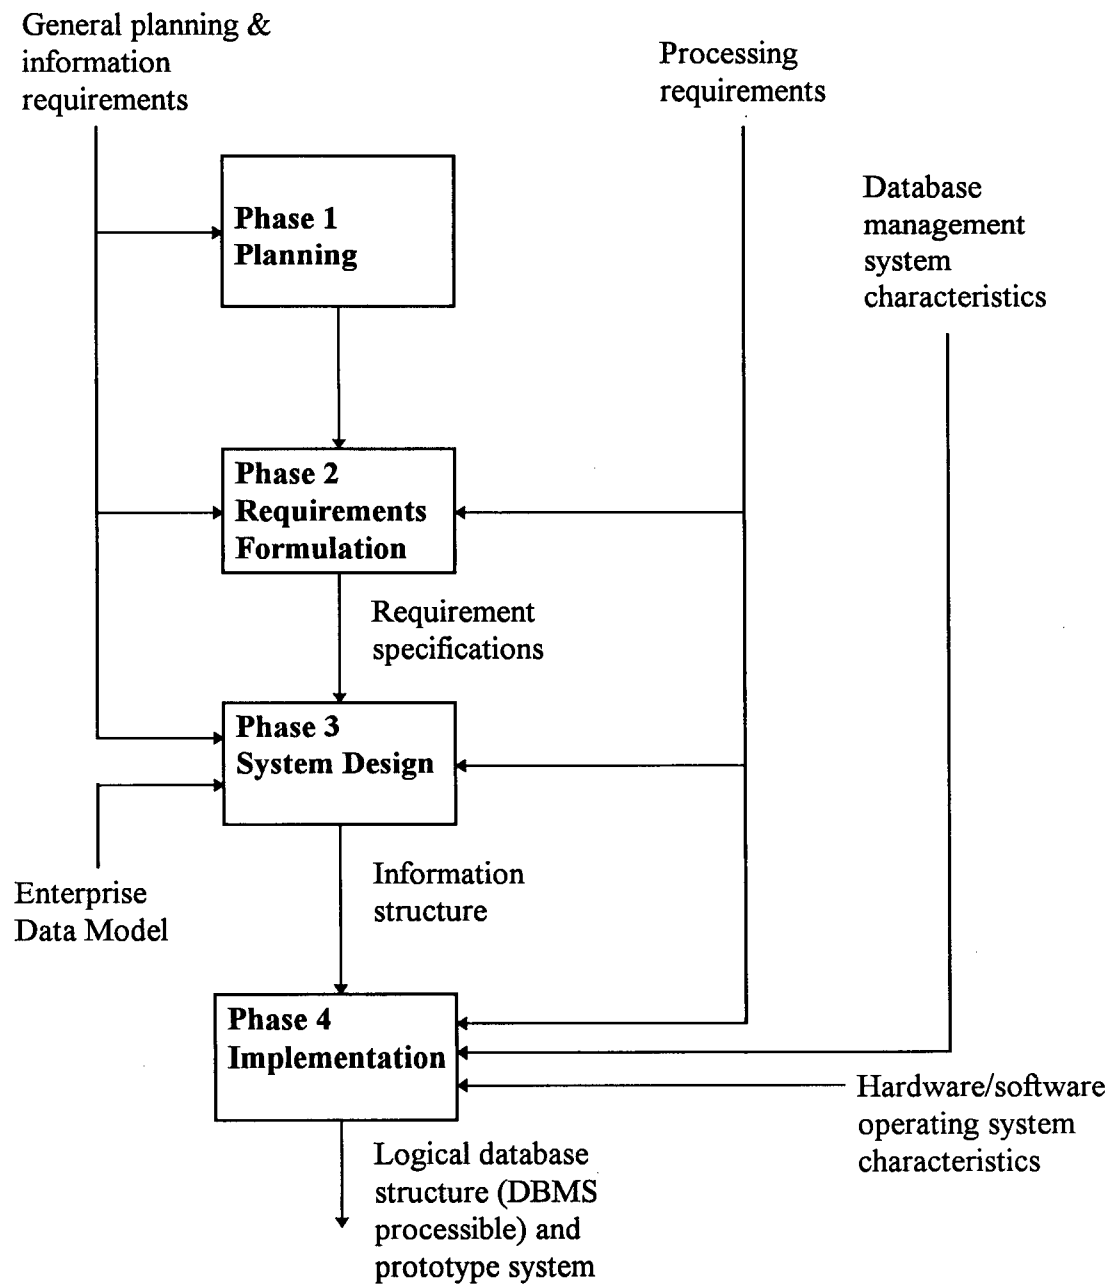 General planning &
information
requirements
Processing
requirements
Database
management
system
characteristics
Phase 1
Planning
Phase 2
Requirements
Formulation
Requirement
specifications
Phase 3
System Design
Enterprise
Data Model
Information
structure
Phase 4
Implementation
Hardware/software
operating system
characteristics
Logical database
structure (DBMS
processible) and
prototype system